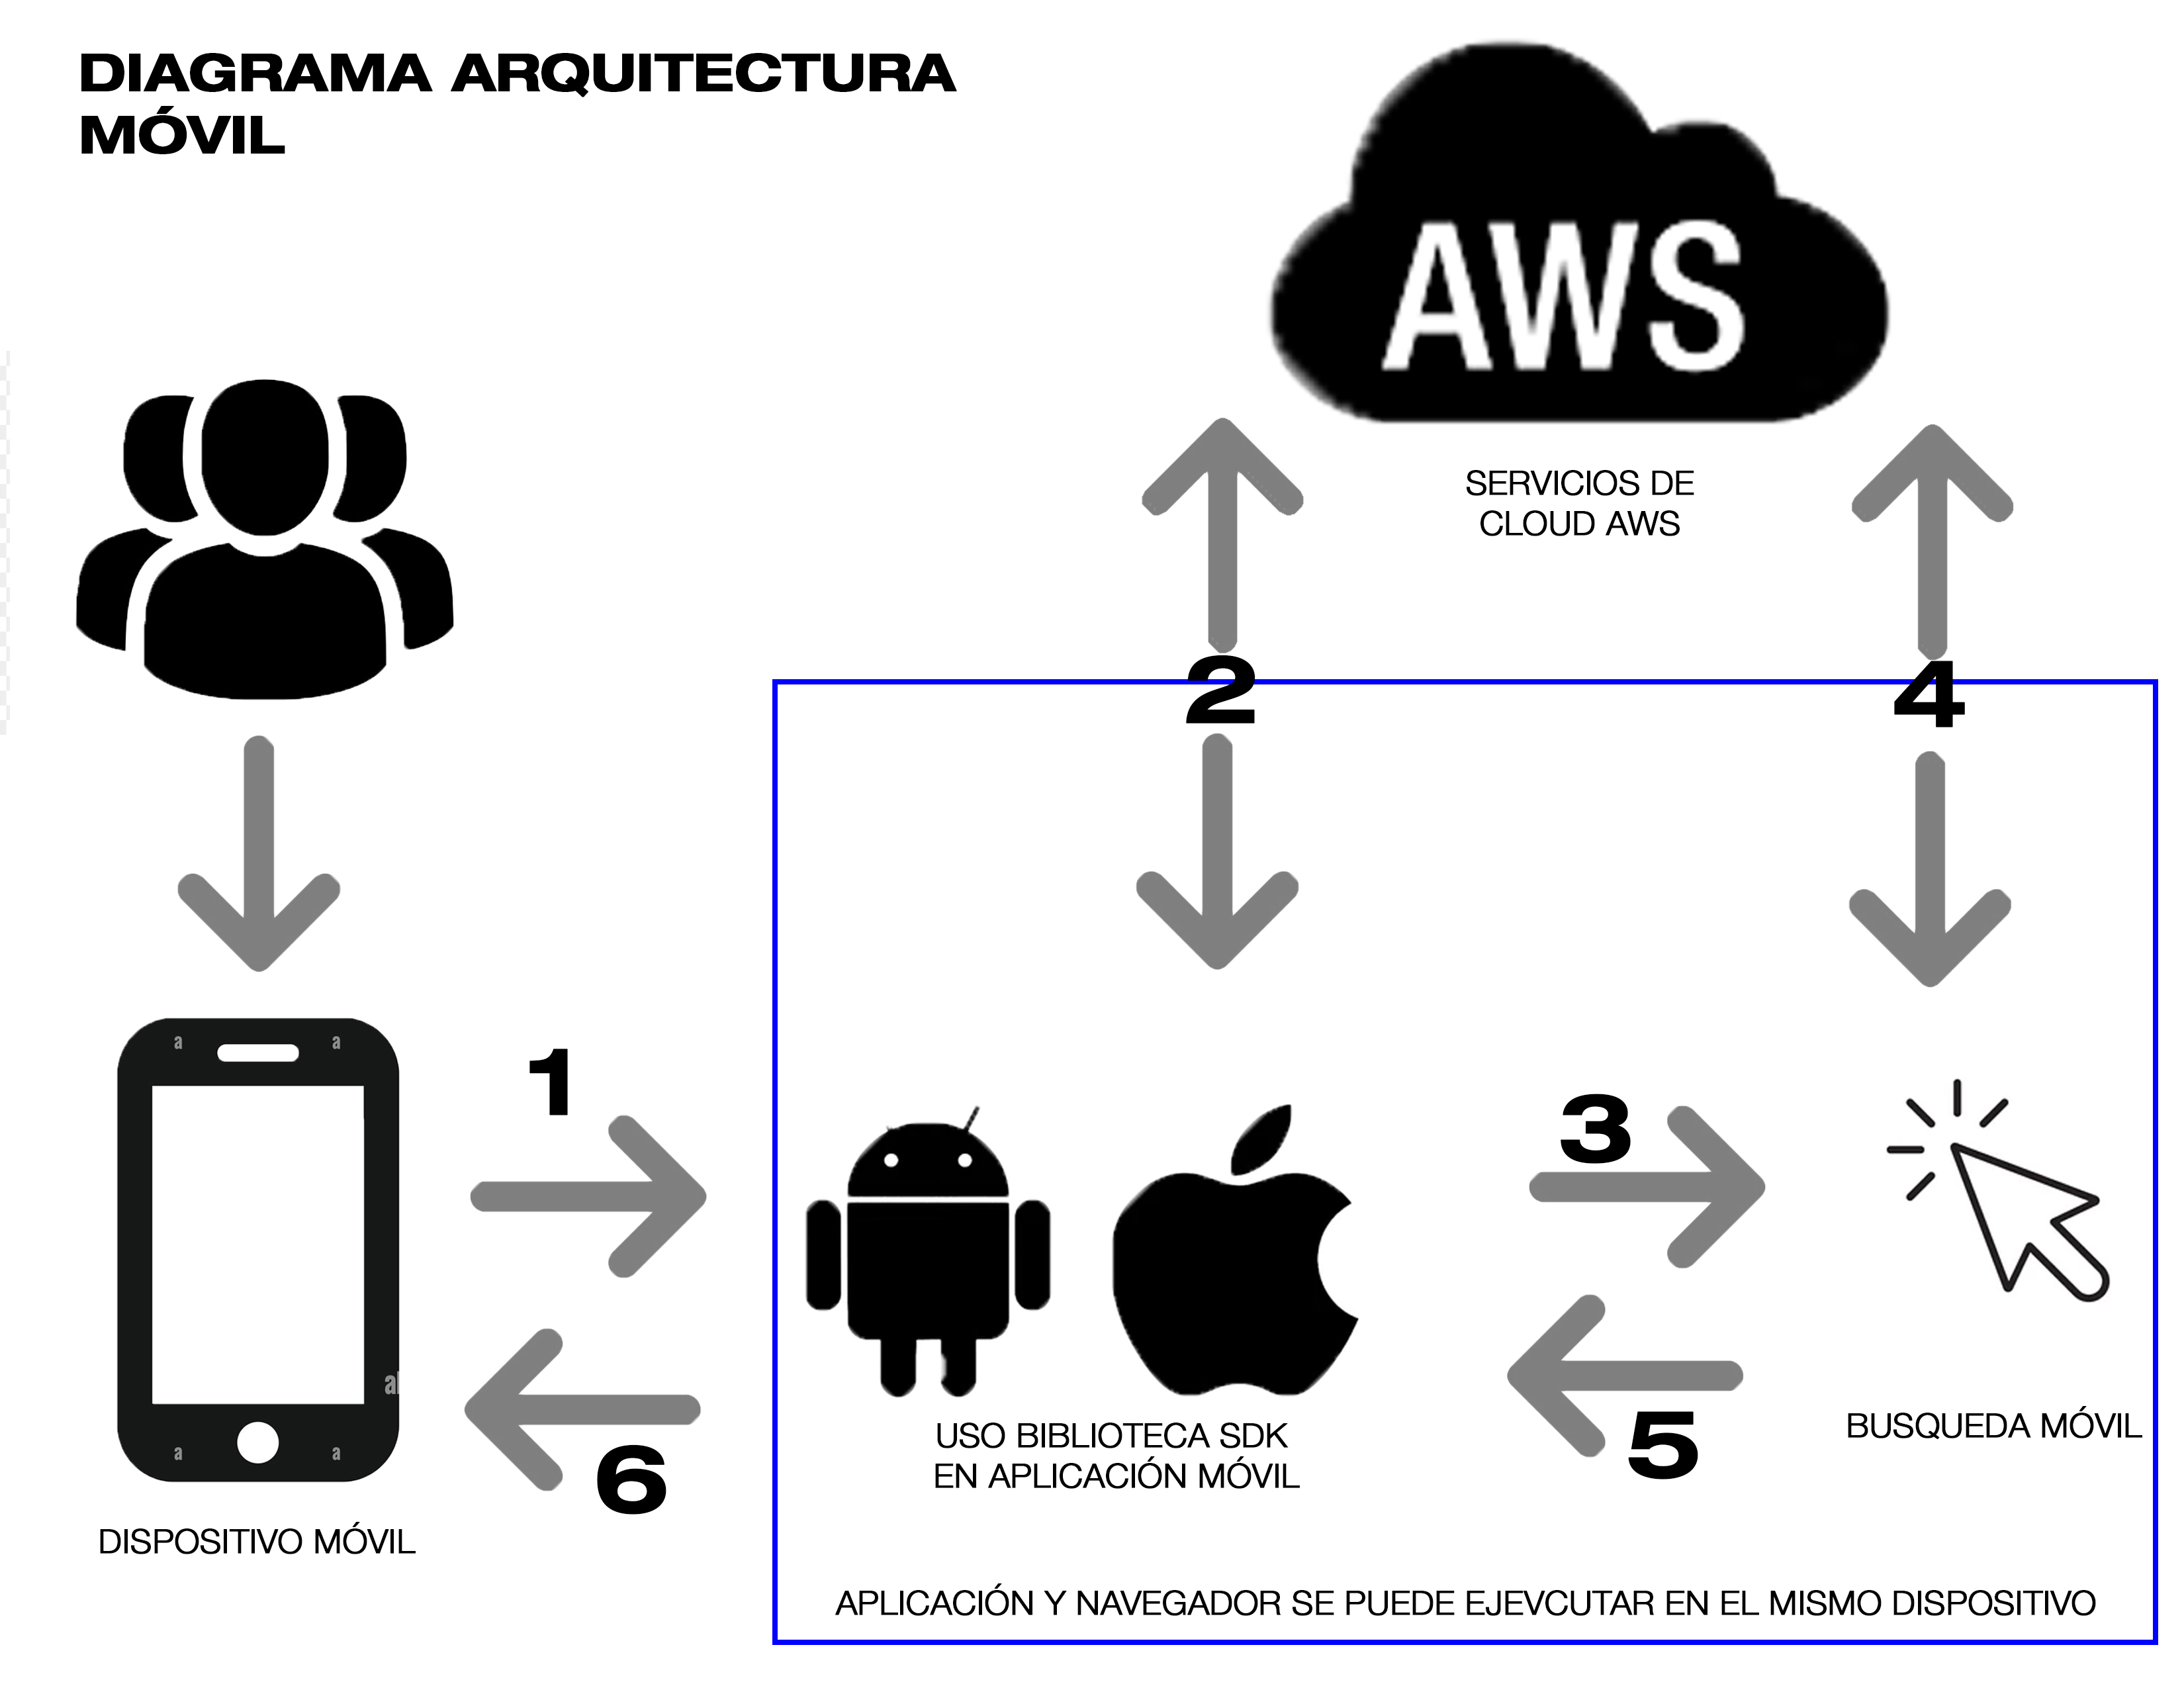 DIAGRAMA ARQUITECTURA
MÓVIL
AWS
SERVICIOS DE
CLOUD AWS
2
4
1
3
a a
a
a a
6
5
USO BIBLIOTECA SDK
EN APLICACIÓN MÓVIL
BUSQUEDA MÓVIL
DISPOSITIVO MÓVIL
APLICACIÓN Y NAVEGADOR SE PUEDE EJEVCUTAR EN EL MISMO DISPOSITIVO